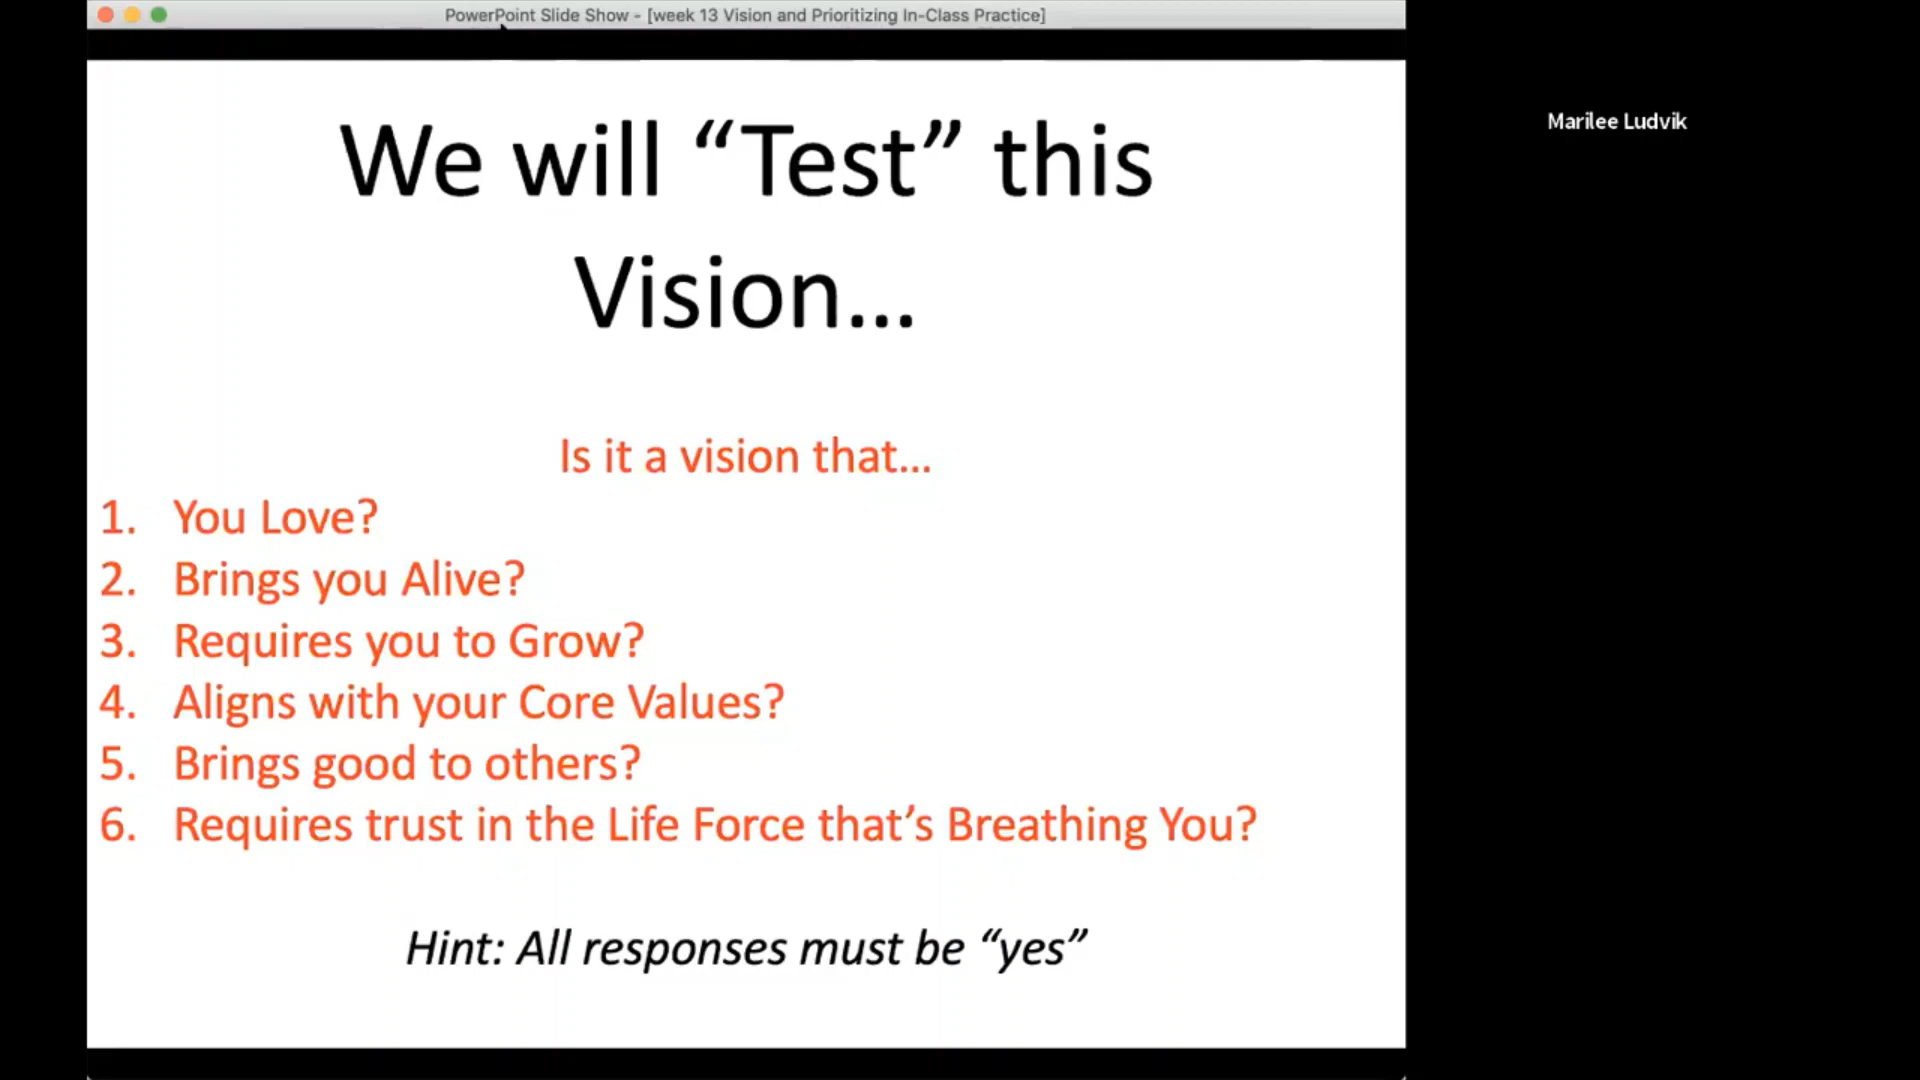 PowerPoint Slide Show - [week 13 Vision and Prioritizing In-Class Practice]
Marilee Ludvik
We will “Test” this
Vision...
Is it a vision that...
1. You Love?
2. Brings you Alive?
3. Requires you to Grow?
4. Aligns with your Core Values?
5. Brings good to others?
6. Requires trust in the Life Force that’s Breathing You?
Hint: All responses must be “yes”